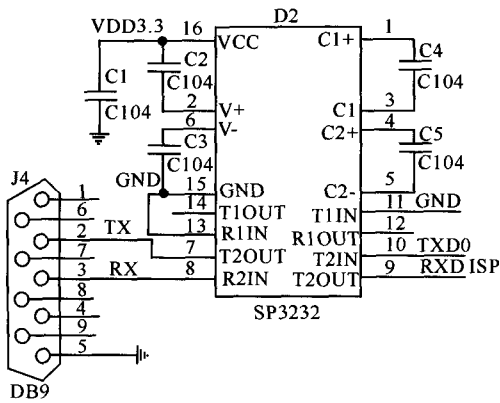 D2
VDD3.3
16
VCC
C1+
1
C1
C104
C2
C104
C4
C104
2
V+
C1
3
6
V-
C2+
4
C3
C104
C5
C104
GND
15
GND
C2-
5
14
T1OUT
T1IN
11
GND
13
R1IN
R1OUT
12
7
T2OUT
T2IN
10
TXD0
8
R2IN
T2OUT
9
RXD ISP
SP3232
J4
1
6
2
TX
7
3
RX
8
4
9
5
DB9